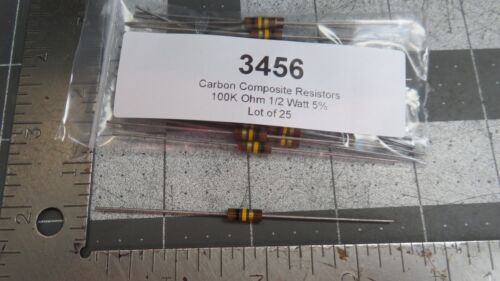 3456
Carbon Composite Resistors
100K Ohm 1/2 Watt 5%
Lot of 25